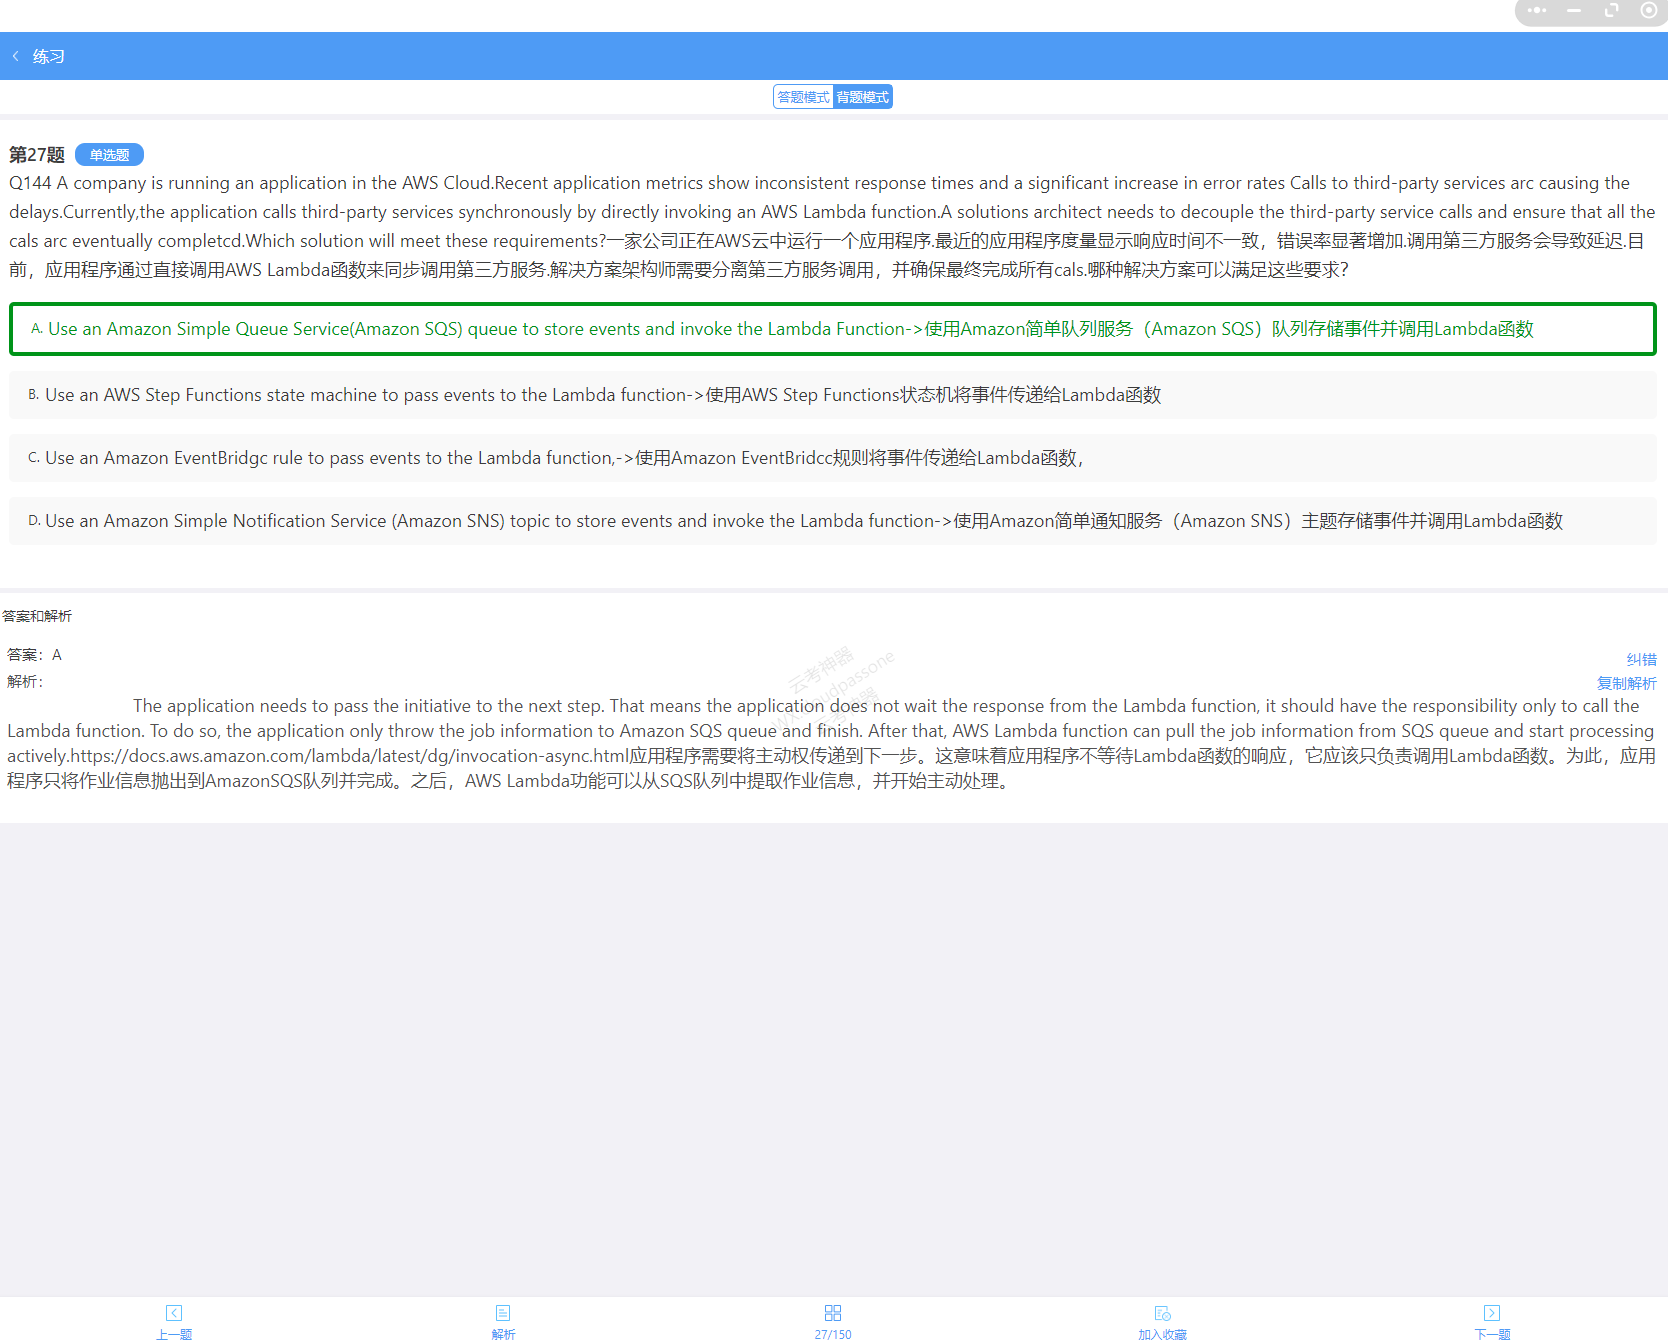 练习
答题模式 背题模式
第27题 单选题
Q144 A company is running an application in the AWS Cloud.Recent application metrics show inconsistent response times and a significant increase in error rates Calls to third-party services arc causing the
delays.Currently,the application calls third-party services synchronously by directly invoking an AWS Lambda function.A solutions architect needs to decouple the third-party service calls and ensure that all the
cals arc eventually completcd.Which solution will meet these requirements?一家公司正在AWS云中运行一个应用程序.最近的应用程序度量显示响应时间不一致，错误率显著增加.调用第三方服务会导致延迟.目
前，应用程序通过直接调用AWS Lambda函数来同步调用第三方服务.解决方案架构师需要分离第三方服务调用，并确保最终完成所有cals.哪种解决方案可以满足这些要求？
A. Use an Amazon Simple Queue Service(Amazon SQS) queue to store events and invoke the Lambda Function->使用Amazon简单队列服务（Amazon SQS）队列存储事件并调用Lambda函数
B. Use an AWS Step Functions state machine to pass events to the Lambda function->使用AWS Step Functions状态机将事件传递给Lambda函数
C. Use an Amazon EventBridgc rule to pass events to the Lambda function,->使用Amazon EventBridcc规则将事件传递给Lambda函数，
D. Use an Amazon Simple Notification Service (Amazon SNS) topic to store events and invoke the Lambda function->使用Amazon简单通知服务（Amazon SNS）主题存储事件并调用Lambda函数
答案和解析
答案：A
纠错
解析：
复制解析
The application needs to pass the initiative to the next step. That means the application does not wait the response from the Lambda function, it should have the responsibility only to call the
Lambda function. To do so, the application only throw the job information to Amazon SQS queue and finish. After that, AWS Lambda function can pull the job information from SQS queue and start processing
actively.https://docs.aws.amazon.com/lambda/latest/dg/invocation-async.html应用程序需要将主动权传递到下一步。这意味着应用程序不等待Lambda函数的响应，它应该只负责调用Lambda函数。为此，应用
程序只将作业信息抛出到AmazonSQS队列并完成。之后，AWS Lambda功能可以从SQS队列中提取作业信息，并开始主动处理。
云考神器
WX:cloudpassone
云考神器
上一题 解析 27/150 加入收藏 下一题